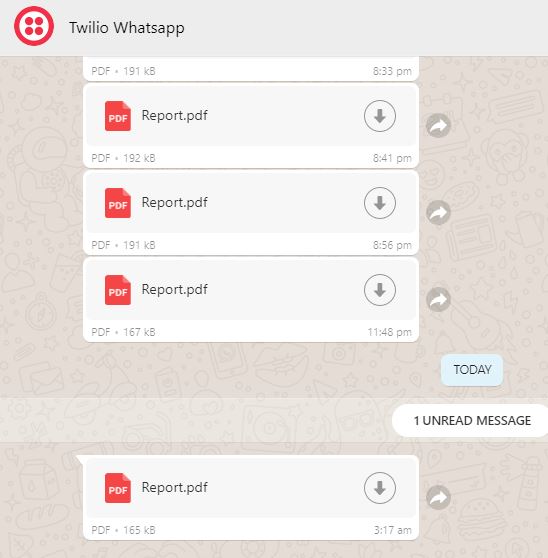 Twilio Whatsapp
PDF • 191 kB 8:33 pm
PDF Report.pdf
PDF • 192 kB 8:41 pm
PDF Report.pdf
PDF • 191 kB 8:56 pm
PDF Report.pdf
PDF • 167 kB 11:48 pm
TODAY
1 UNREAD MESSAGE
PDF Report.pdf
PDF • 165 kB 3:17 am